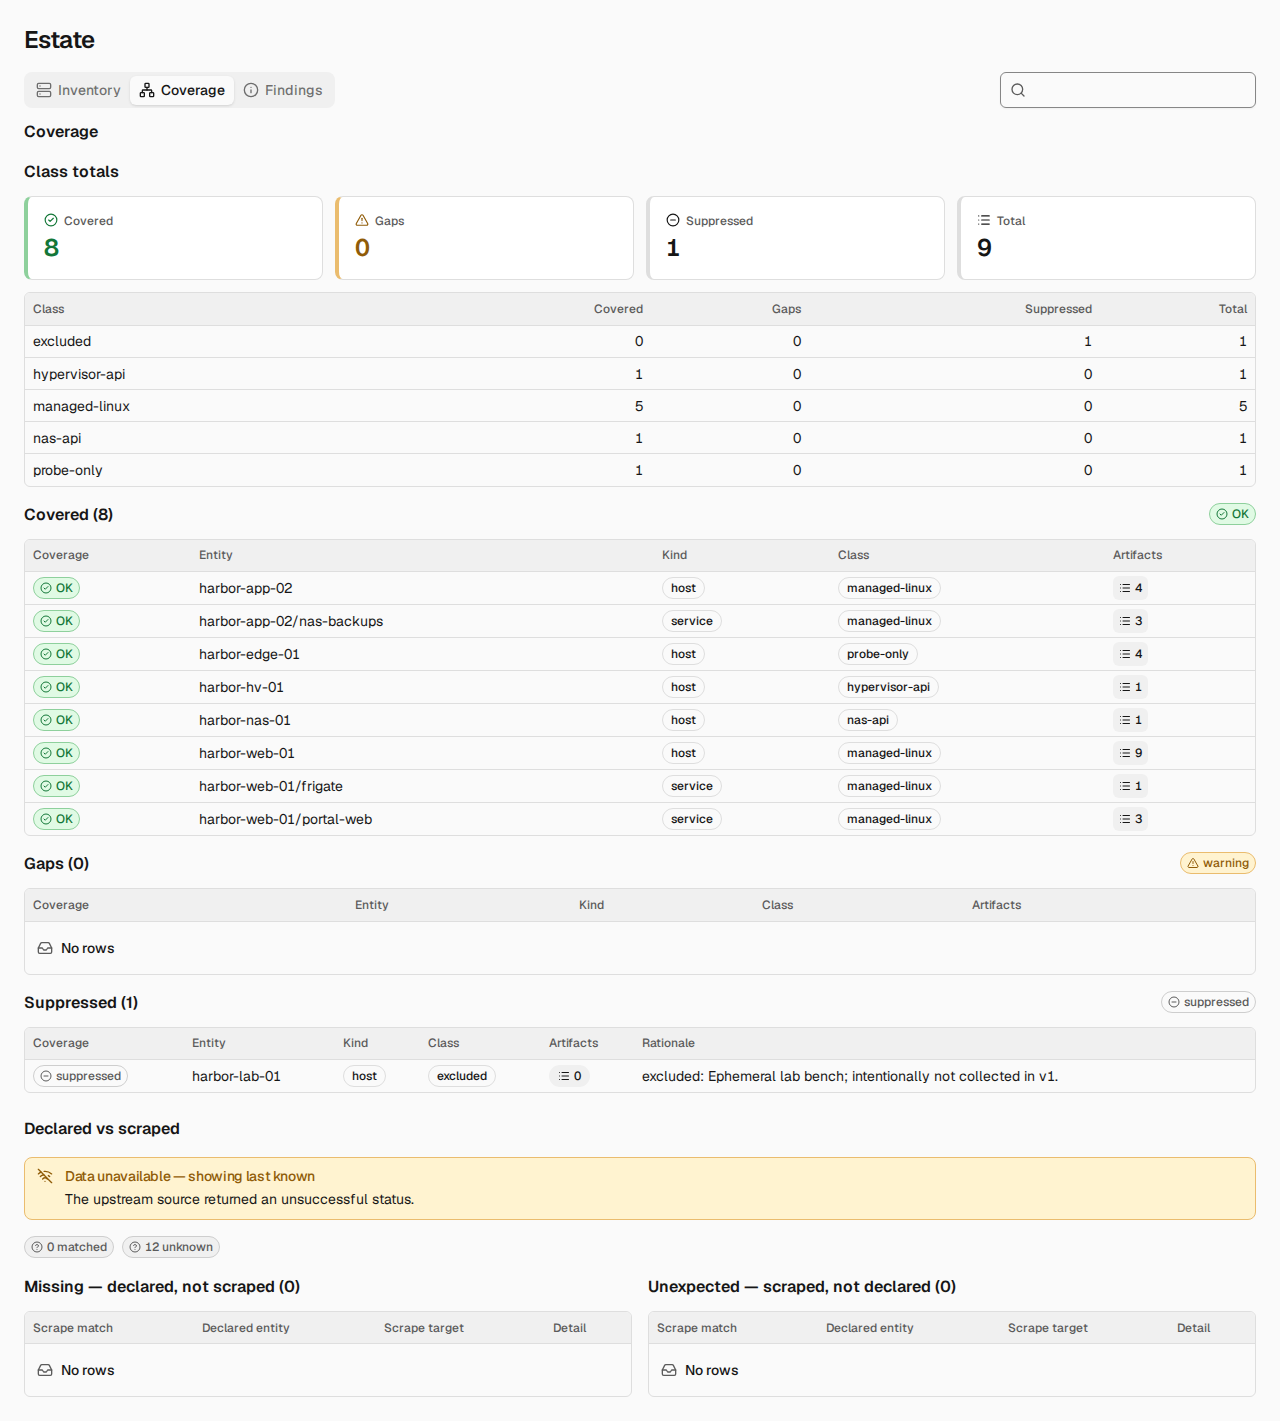 Estate
Inventory Coverage Findings
Coverage
Class totals
Covered Gaps Suppressed Total
8 0 1 9
Class Covered Gaps Suppressed Total
excluded 0 0 1 1
hypervisor-api 1 0 0 1
managed-linux 5 0 0 5
nas-api 1 0 0 1
probe-only 1 0 0 1
Covered (8) OK
Coverage Entity Kind Class Artifacts
OK harbor-app-02 host managed-linux 4
OK harbor-app-02/nas-backups service managed-linux 3
OK harbor-edge-01 host probe-only 4
OK harbor-hv-01 host hypervisor-api 1
OK harbor-nas-01 host nas-api 1
OK harbor-web-01 host managed-linux 9
OK harbor-web-01/frigate service managed-linux 1
OK harbor-web-01/portal-web service managed-linux 3
Gaps (0) warning
Coverage Entity Kind Class Artifacts
No rows
Suppressed (1) suppressed
Coverage Entity Kind Class Artifacts Rationale
suppressed harbor-lab-01 host excluded 0 excluded: Ephemeral lab bench; intentionally not collected in v1.
Declared vs scraped
Data unavailable — showing last known
The upstream source returned an unsuccessful status.
0 matched 12 unknown
Missing — declared, not scraped (0)
Scrape match Declared entity Scrape target Detail
No rows
Unexpected — scraped, not declared (0)
Scrape match Declared entity Scrape target Detail
No rows